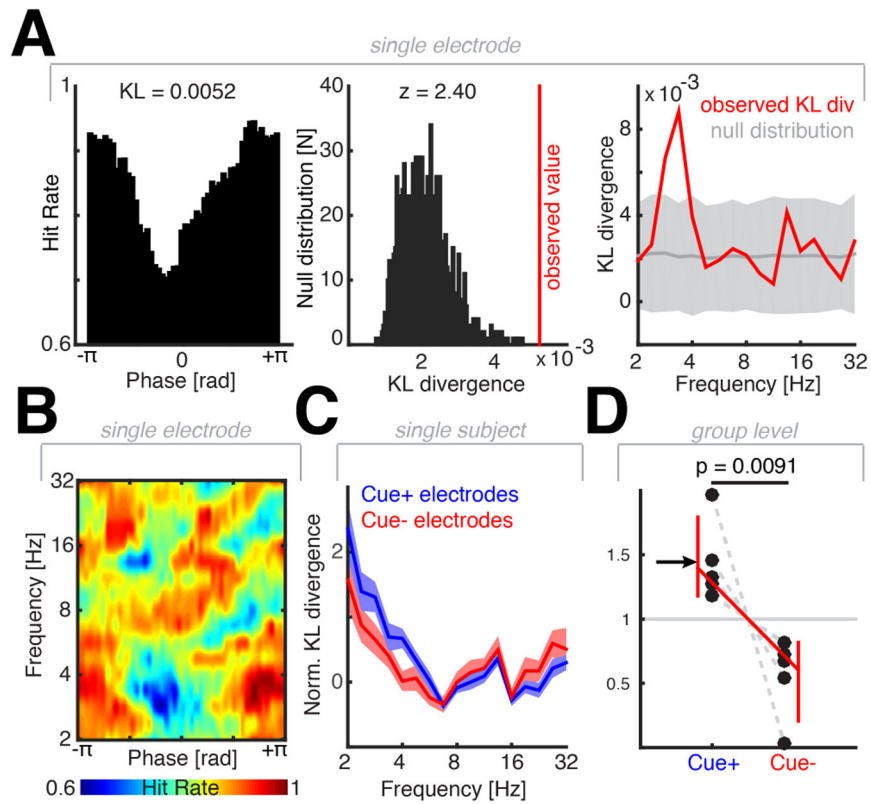 A
single electrode
KL = 0.0052
1
0.6
Hit Rate
-π
0
+π
Phase [rad]
z = 2.40
40
30
20
10
0
Null distribution [N]
observed value
2
4
x 10
-3
KL divergence
x 10
-3
observed KL div
null distribution
8
4
0
KL divergence
2
4
8
16
32
Frequency [Hz]
B
single electrode
32
16
8
4
2
Frequency [Hz]
-π
+π
Phase [rad]
0.6
Hit Rate
1
C
single subject
Cue+ electrodes
Cue- electrodes
2
0
Norm. KL divergence
2
4
8
16
32
Frequency [Hz]
D
group level
p = 0.0091
1.5
1
0.5
Cue+
Cue-